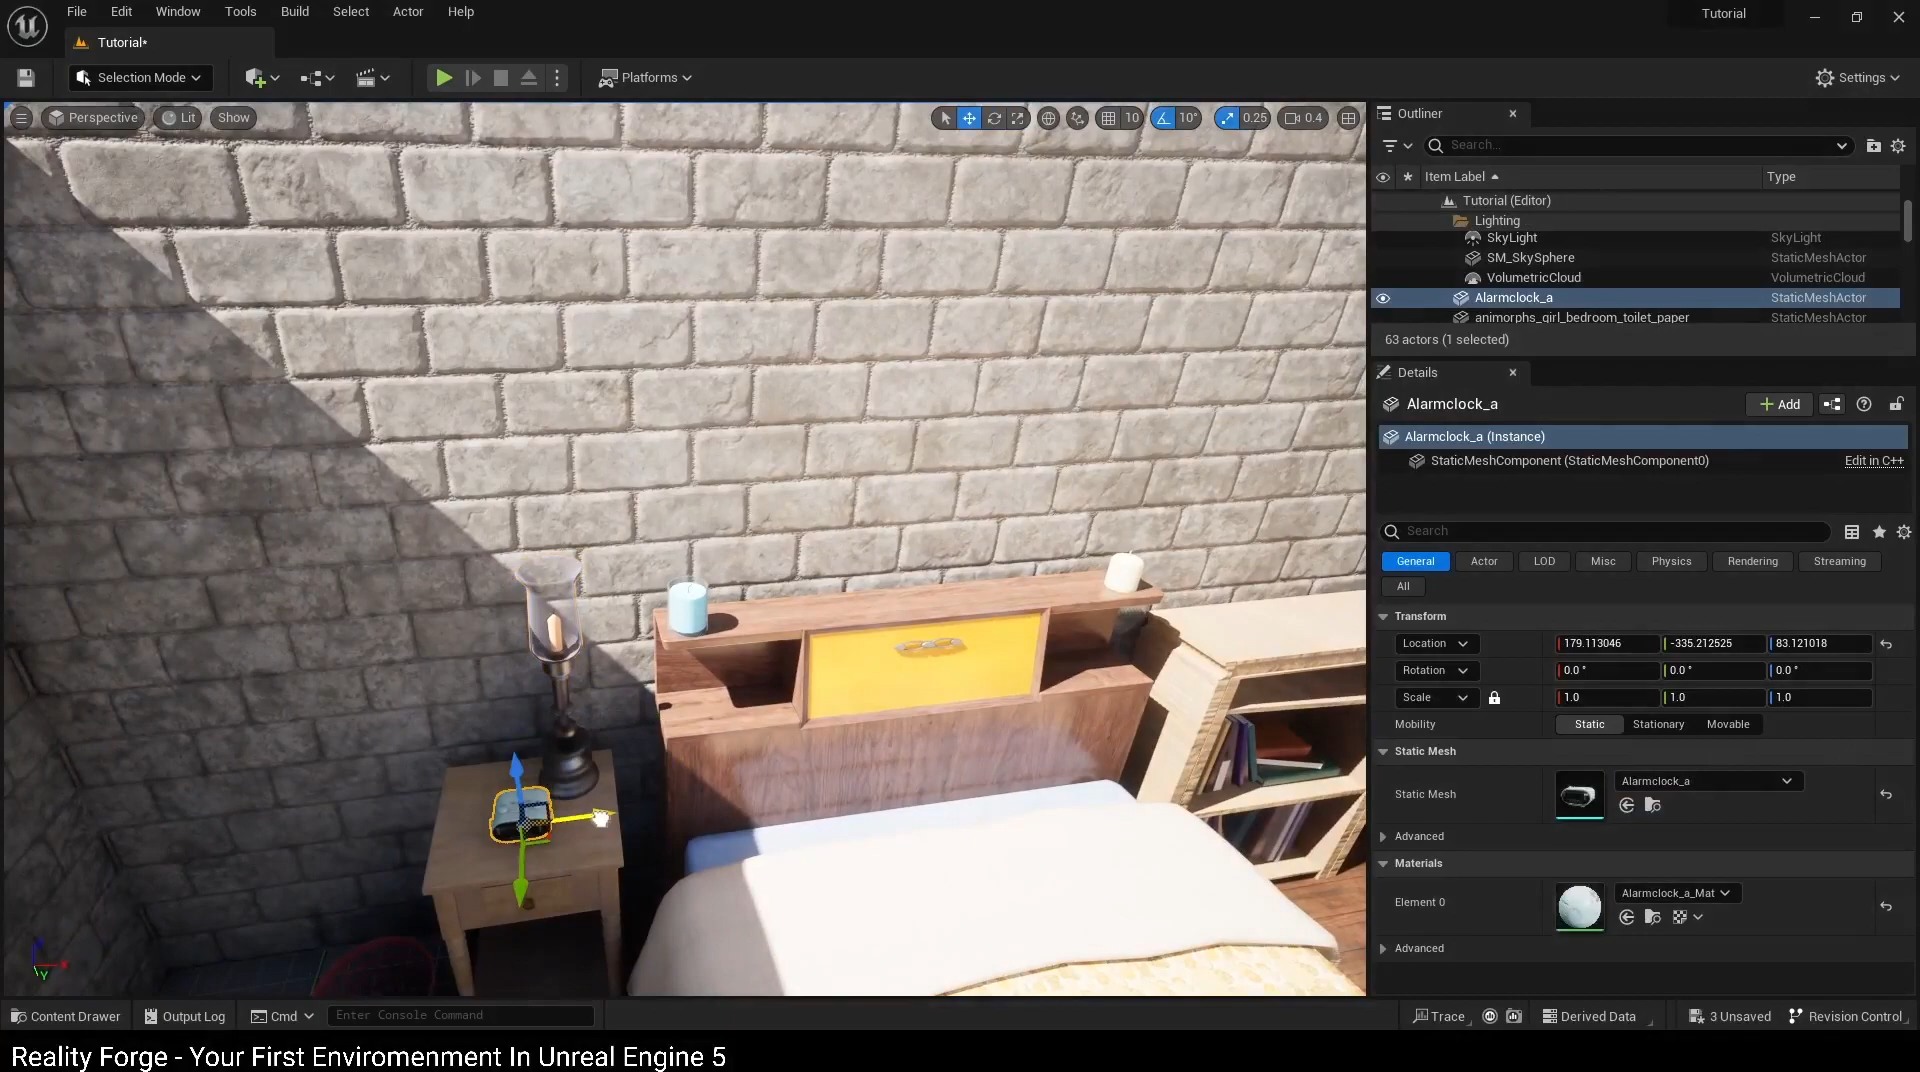 File Edit Window Tools Build Select Actor Help
Tutorial
Tutorial*
Selection Mode
Platforms
Settings
Perspective Lit Show
10 10° 0.25 0.4
Outliner
Search...
Item Label Type
Tutorial (Editor)
Lighting
SkyLight SkyLight
SM_SkySphere StaticMeshActor
VolumetricCloud VolumetricCloud
Alarmclock_a StaticMeshActor
animorphs_girl_bedroom_toilet_paper StaticMeshActor
63 actors (1 selected)
Details
Alarmclock_a
Add
Alarmclock_a (Instance)
StaticMeshComponent (StaticMeshComponent0) Edit in C++
Search
General Actor LOD Misc Physics Rendering Streaming
All
Transform
Location 179.113046 -335.212525 83.121018
Rotation 0.0 ° 0.0 ° 0.0 °
Scale 1.0 1.0 1.0
Mobility Static Stationary Movable
Static Mesh
Static Mesh Alarmclock_a
Advanced
Materials
Element 0 Alarmclock_a_Mat
Advanced
Content Drawer Output Log Cmd Enter Console Command Trace Derived Data 3 Unsaved Revision Control
Reality Forge - Your First Enviromenment In Unreal Engine 5